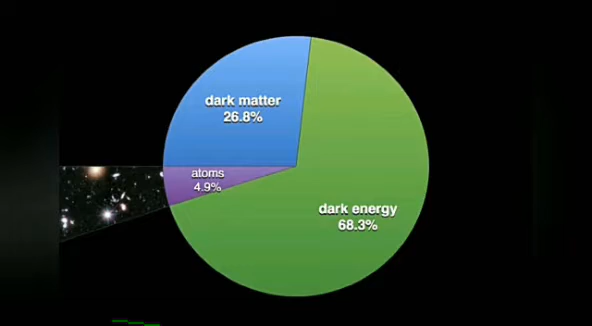 dark matter
26.8%
atoms
4.9%
dark energy
68.3%